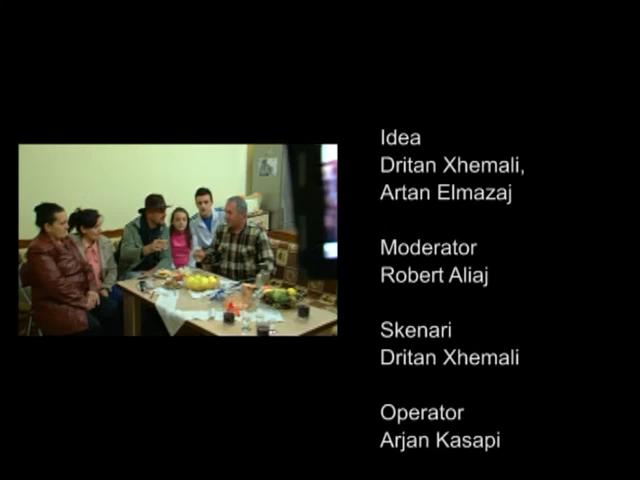 Idea
Dritan Xhemali,
Artan Elmazaj
Moderator
Robert Aliaj
Skenari
Dritan Xhemali
Operator
Arjan Kasapi